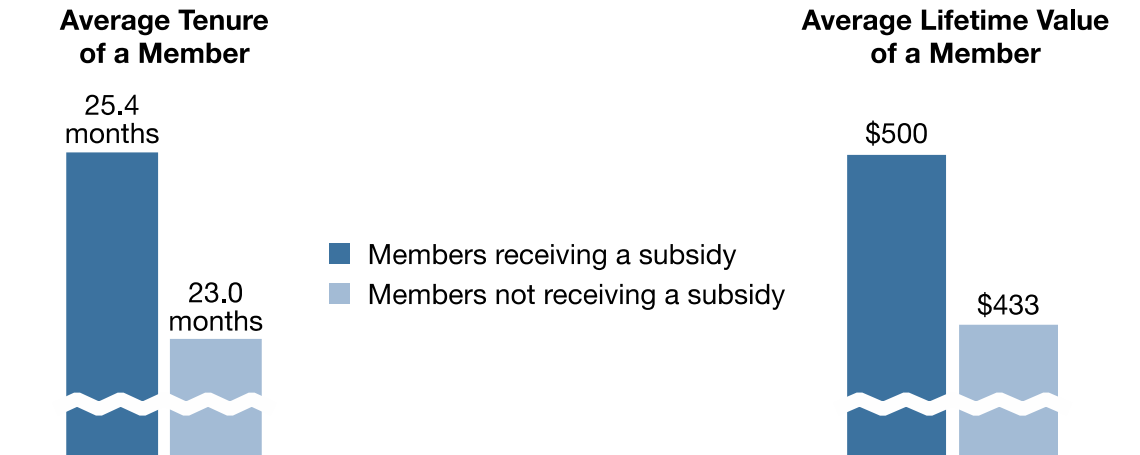 Average Tenure
of a Member
25.4
months
23.0
months
Members receiving a subsidy
Members not receiving a subsidy
Average Lifetime Value
of a Member
$500
$433